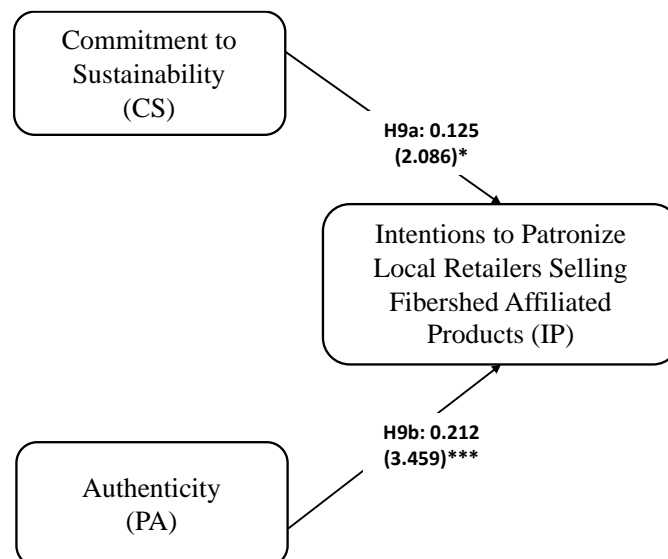 Commitment to
Sustainability
(CS)
H9a: 0.125
(2.086)*
Intentions to Patronize
Local Retailers Selling
Fibershed Affiliated
Products (IP)
H9b: 0.212
(3.459)***
Authenticity
(PA)